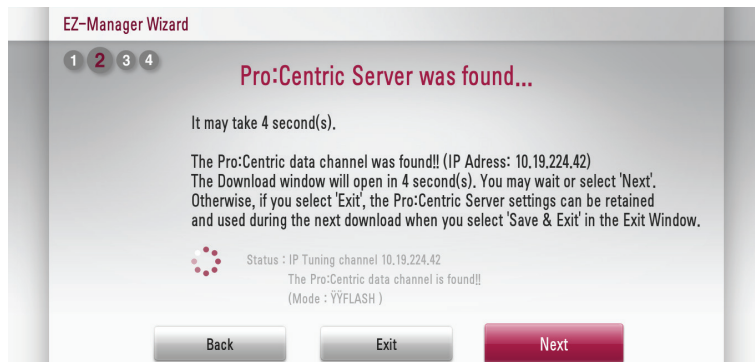 EZ-Manager Wizard
1 2 3 4
Pro:Centric Server was found...
It may take 4 second(s).
The Pro:Centric data channel was found!! (IP Adress: 10.19.224.42)
The Download window will open in 4 second(s). You may wait or select 'Next'.
Otherwise, if you select 'Exit', the Pro:Centric Server settings can be retained
and used during the next download when you select 'Save & Exit' in the Exit Window.
Status : IP Tuning channel 10.19.224.42
The Pro:Centric data channel is found!!
(Mode : ŸŸFLASH )
Back Exit Next